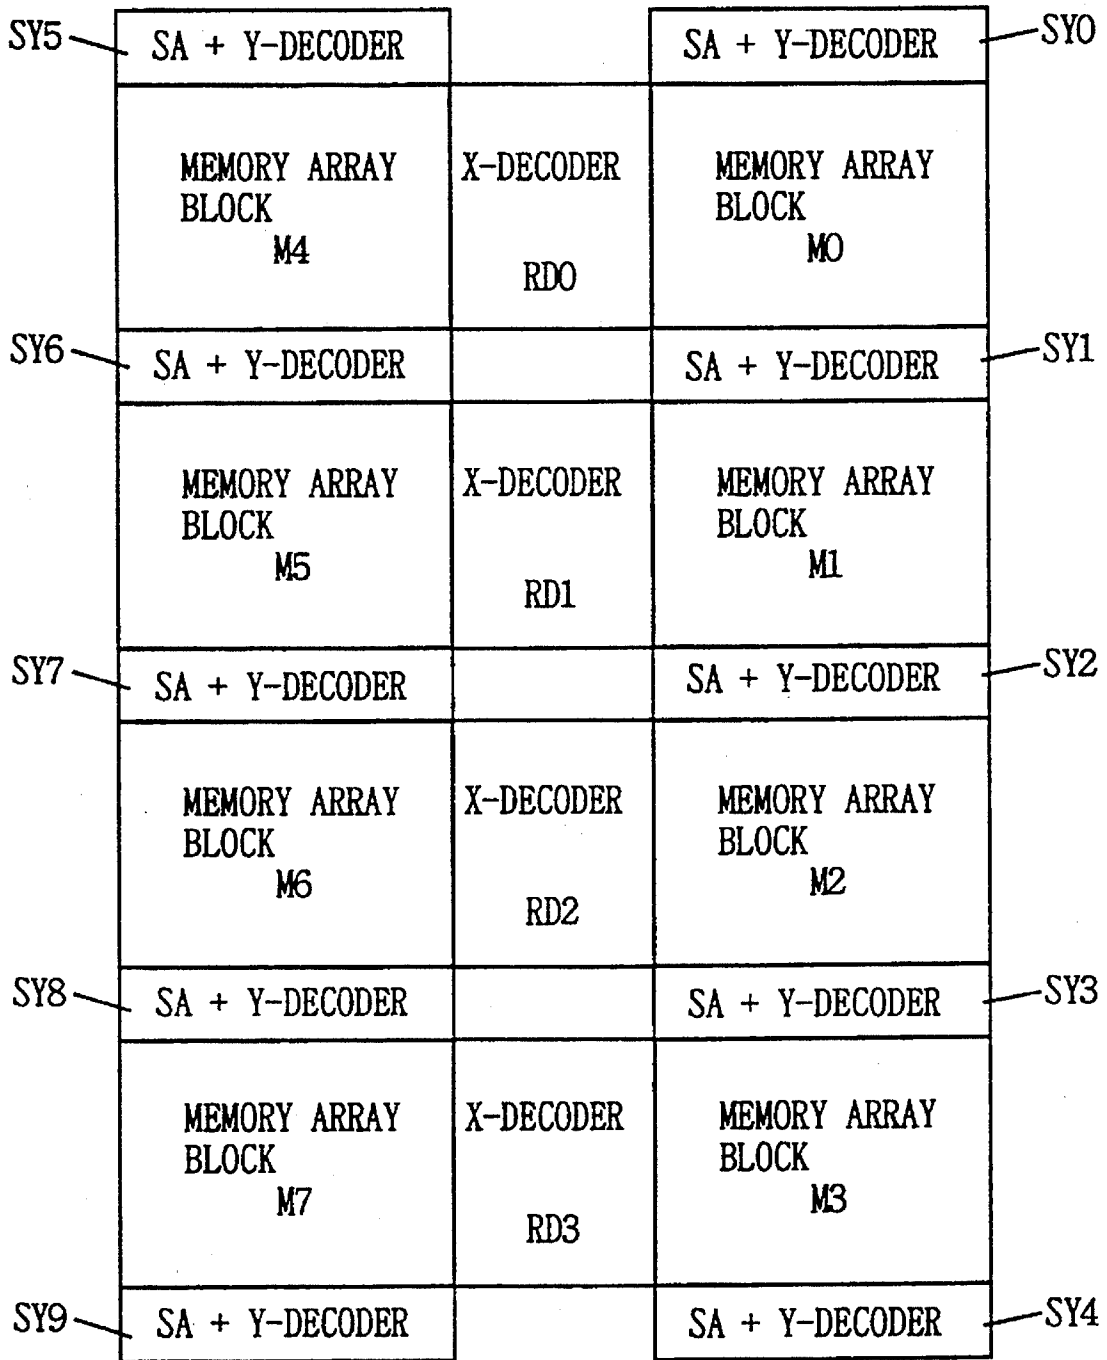 SY5
SA + Y-DECODER
SA + Y-DECODER
SY0
MEMORY ARRAY
BLOCK
M4
X-DECODER
RD0
MEMORY ARRAY
BLOCK
M0
SY6
SA + Y-DECODER
SA + Y-DECODER
SY1
MEMORY ARRAY
BLOCK
M5
X-DECODER
RD1
MEMORY ARRAY
BLOCK
M1
SY7
SA + Y-DECODER
SA + Y-DECODER
SY2
MEMORY ARRAY
BLOCK
M6
X-DECODER
RD2
MEMORY ARRAY
BLOCK
M2
SY8
SA + Y-DECODER
SA + Y-DECODER
SY3
MEMORY ARRAY
BLOCK
M7
X-DECODER
RD3
MEMORY ARRAY
BLOCK
M3
SY9
SA + Y-DECODER
SA + Y-DECODER
SY4